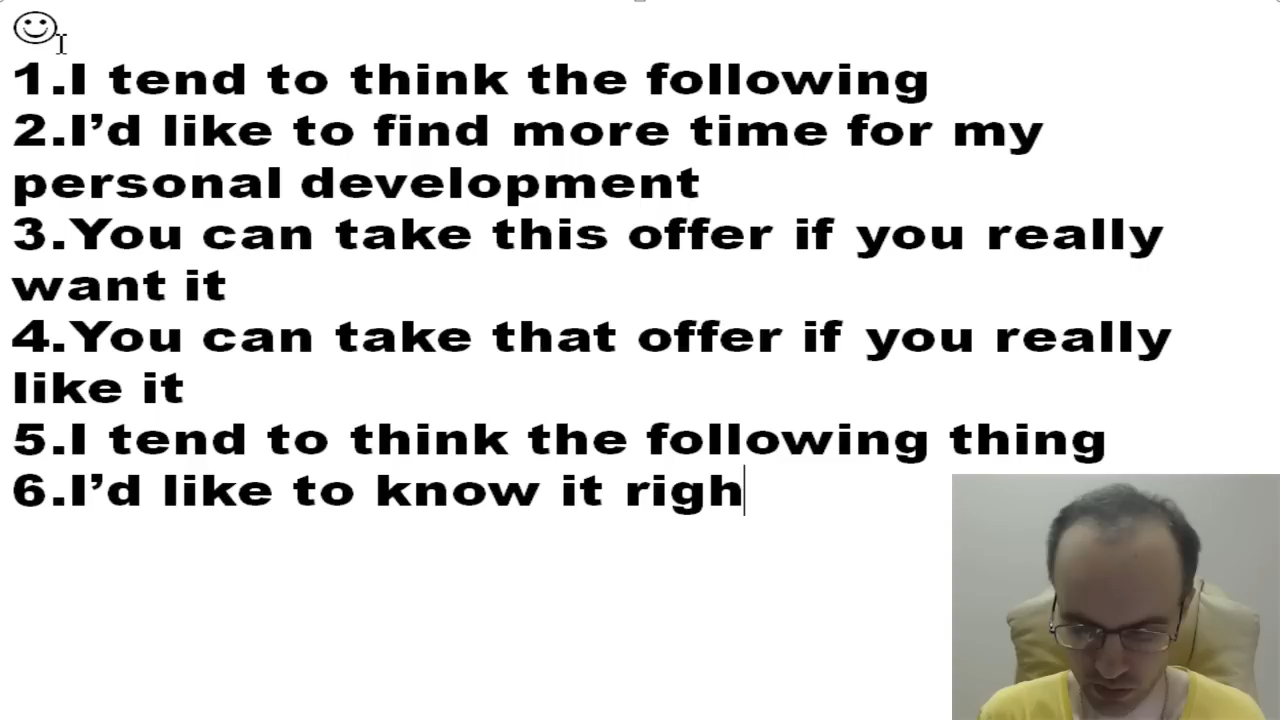 1.I tend to think the following
2.I’d like to find more time for my
personal development
3.You can take this offer if you really
want it
4.You can take that offer if you really
like it
5.I tend to think the following thing
6.I’d like to know it righ